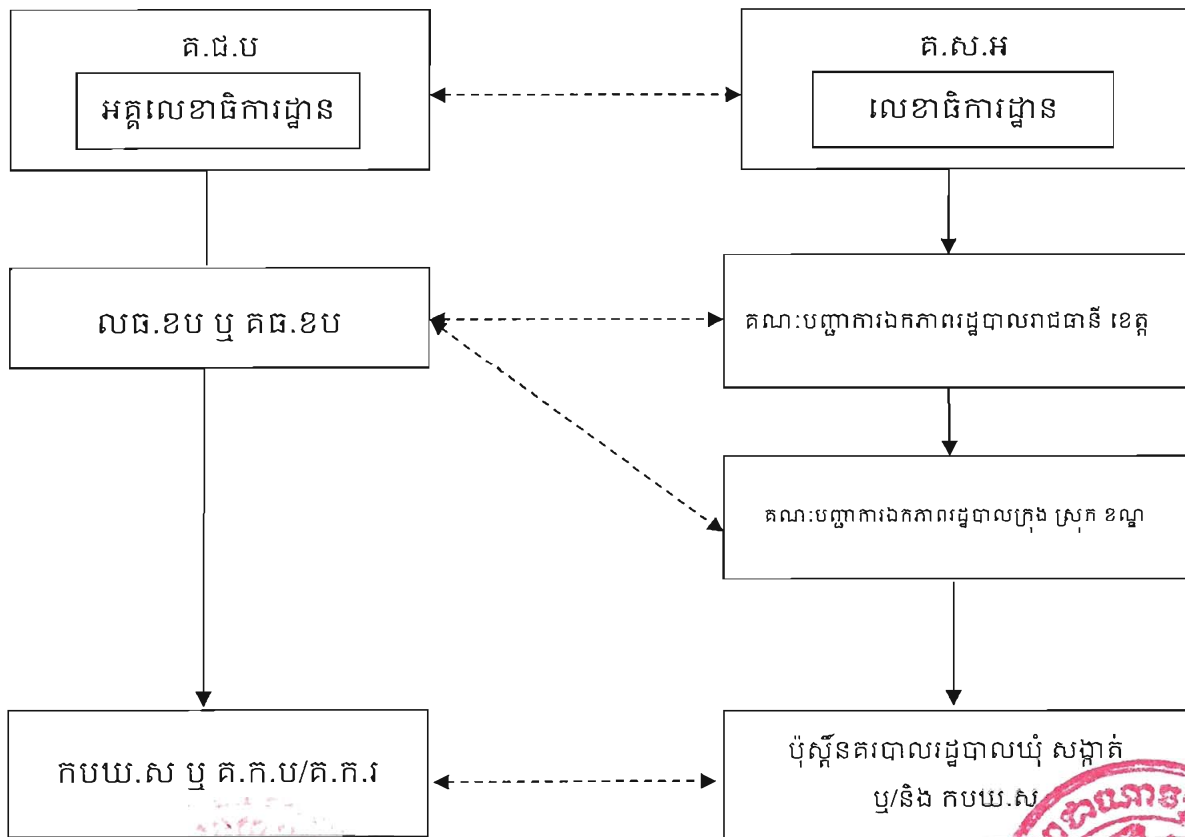 គ.ជ.ប
អគ្គលេខាធិការដ្ឋាន
គ.ស.អ
លេខាធិការដ្ឋាន
លធ.ខប ឬ គធ.ខប
គណៈបញ្ជាការឯកភាពរដ្ឋបាលរាជធានី ខេត្ត
គណៈបញ្ជាការឯកភាពរដ្ឋបាលក្រុង ស្រុក ខណ្ឌ
កបឃ.ស ឬ គ.ក.ប/គ.ក.រ
ប៉ុស្តិ៍នគរបាលរដ្ឋបាលឃុំ សង្កាត់
ឬ/និង កបឃ.ស